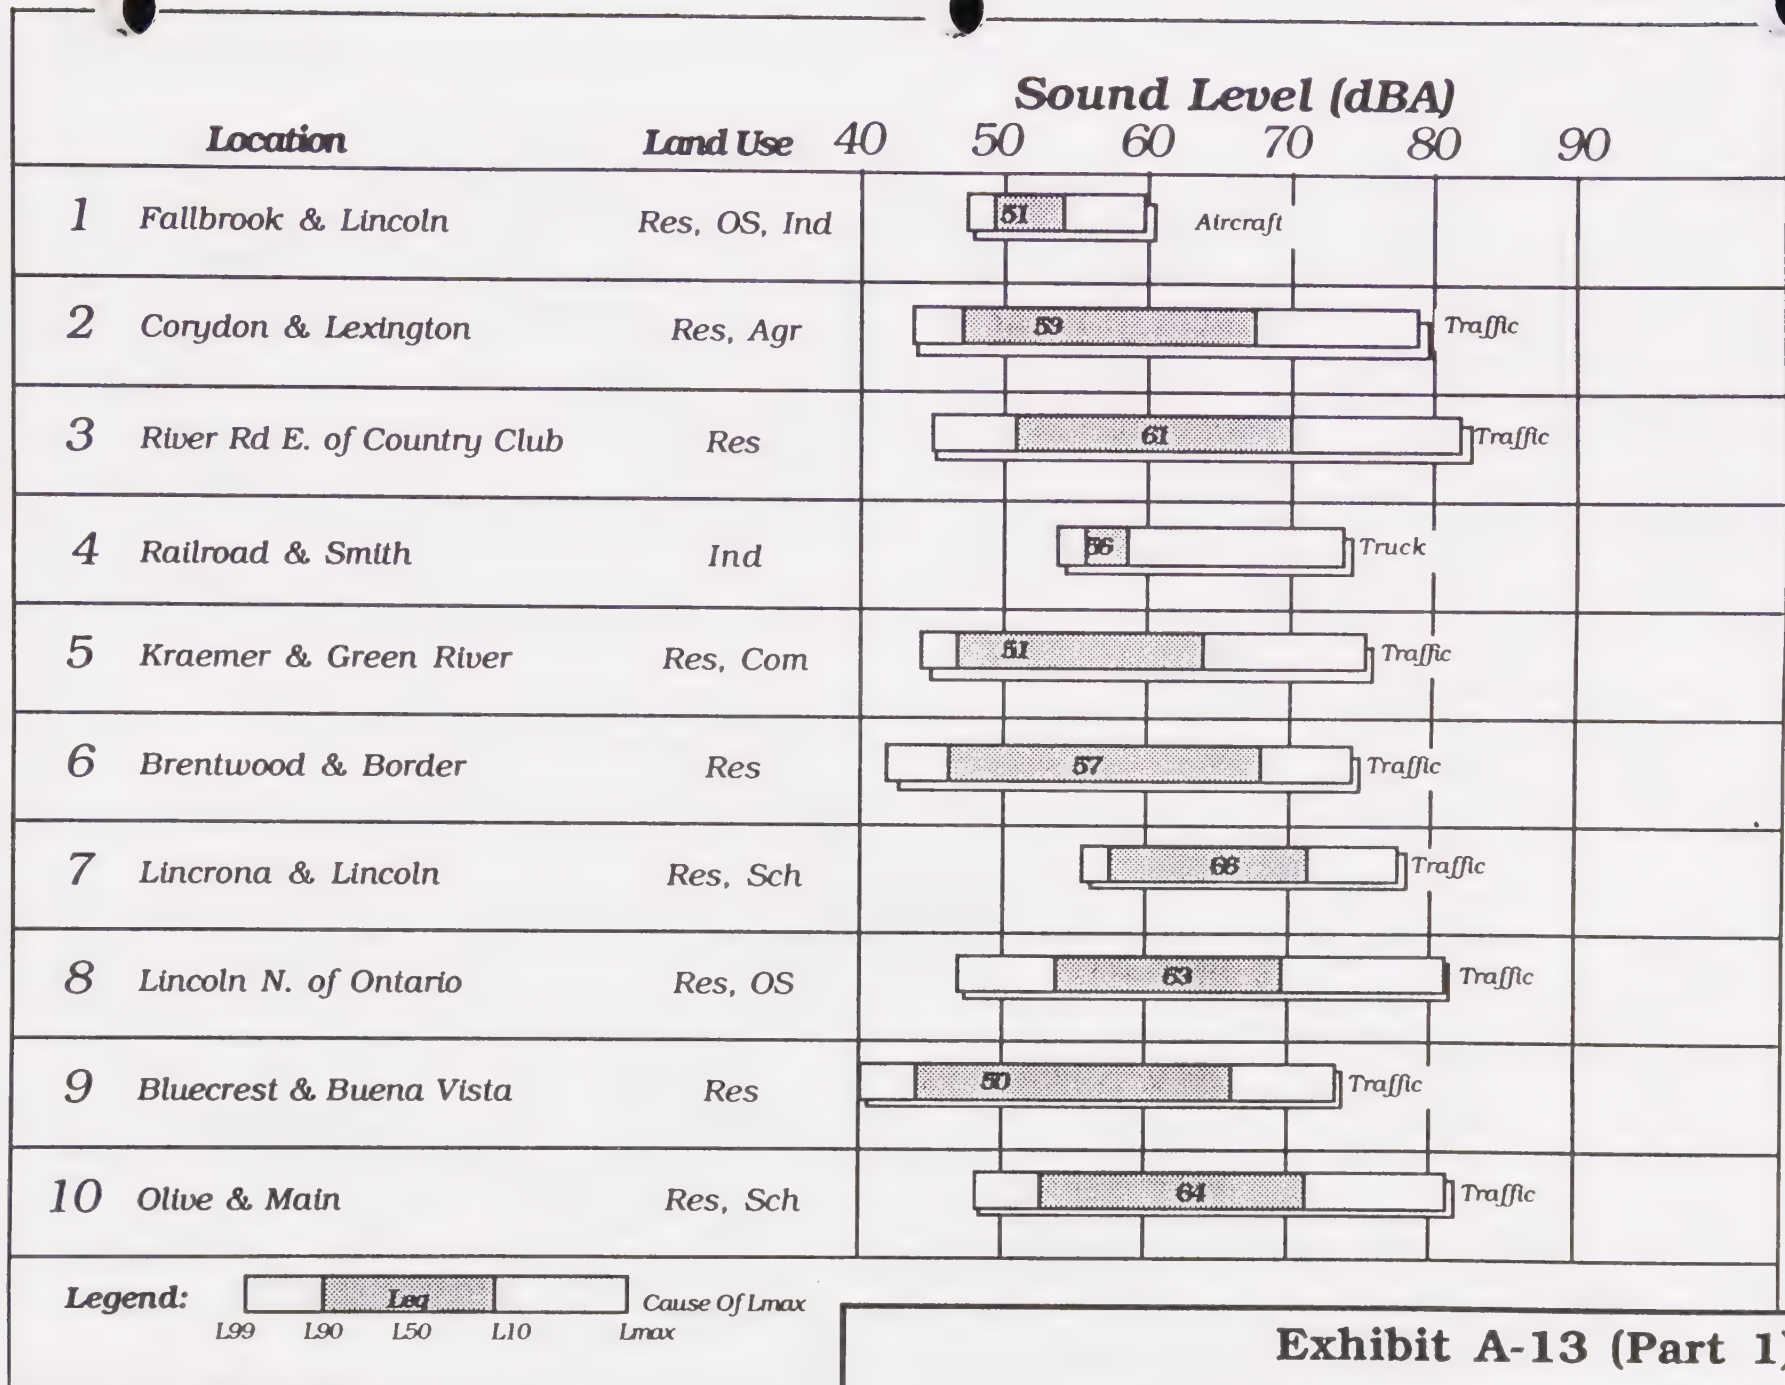 Sound Level (dBA)
Location Land Use 40 50 60 70 80 90
1 Fallbrook & Lincoln Res, OS, Ind 51 Aircraft
2 Corydon & Lexington Res, Agr 53 Traffic
3 River Rd E. of Country Club Res 61 Traffic
4 Railroad & Smith Ind 56 Truck
5 Kraemer & Green River Res, Com 51 Traffic
6 Brentwood & Border Res 57 Traffic
7 Lincrona & Lincoln Res, Sch 66 Traffic
8 Lincoln N. of Ontario Res, OS 63 Traffic
9 Bluecrest & Buena Vista Res 50 Traffic
10 Olive & Main Res, Sch 64 Traffic
Legend: Leq Cause Of Lmax
L99 L90 L50 L10 Lmax
Exhibit A-13 (Part 1)